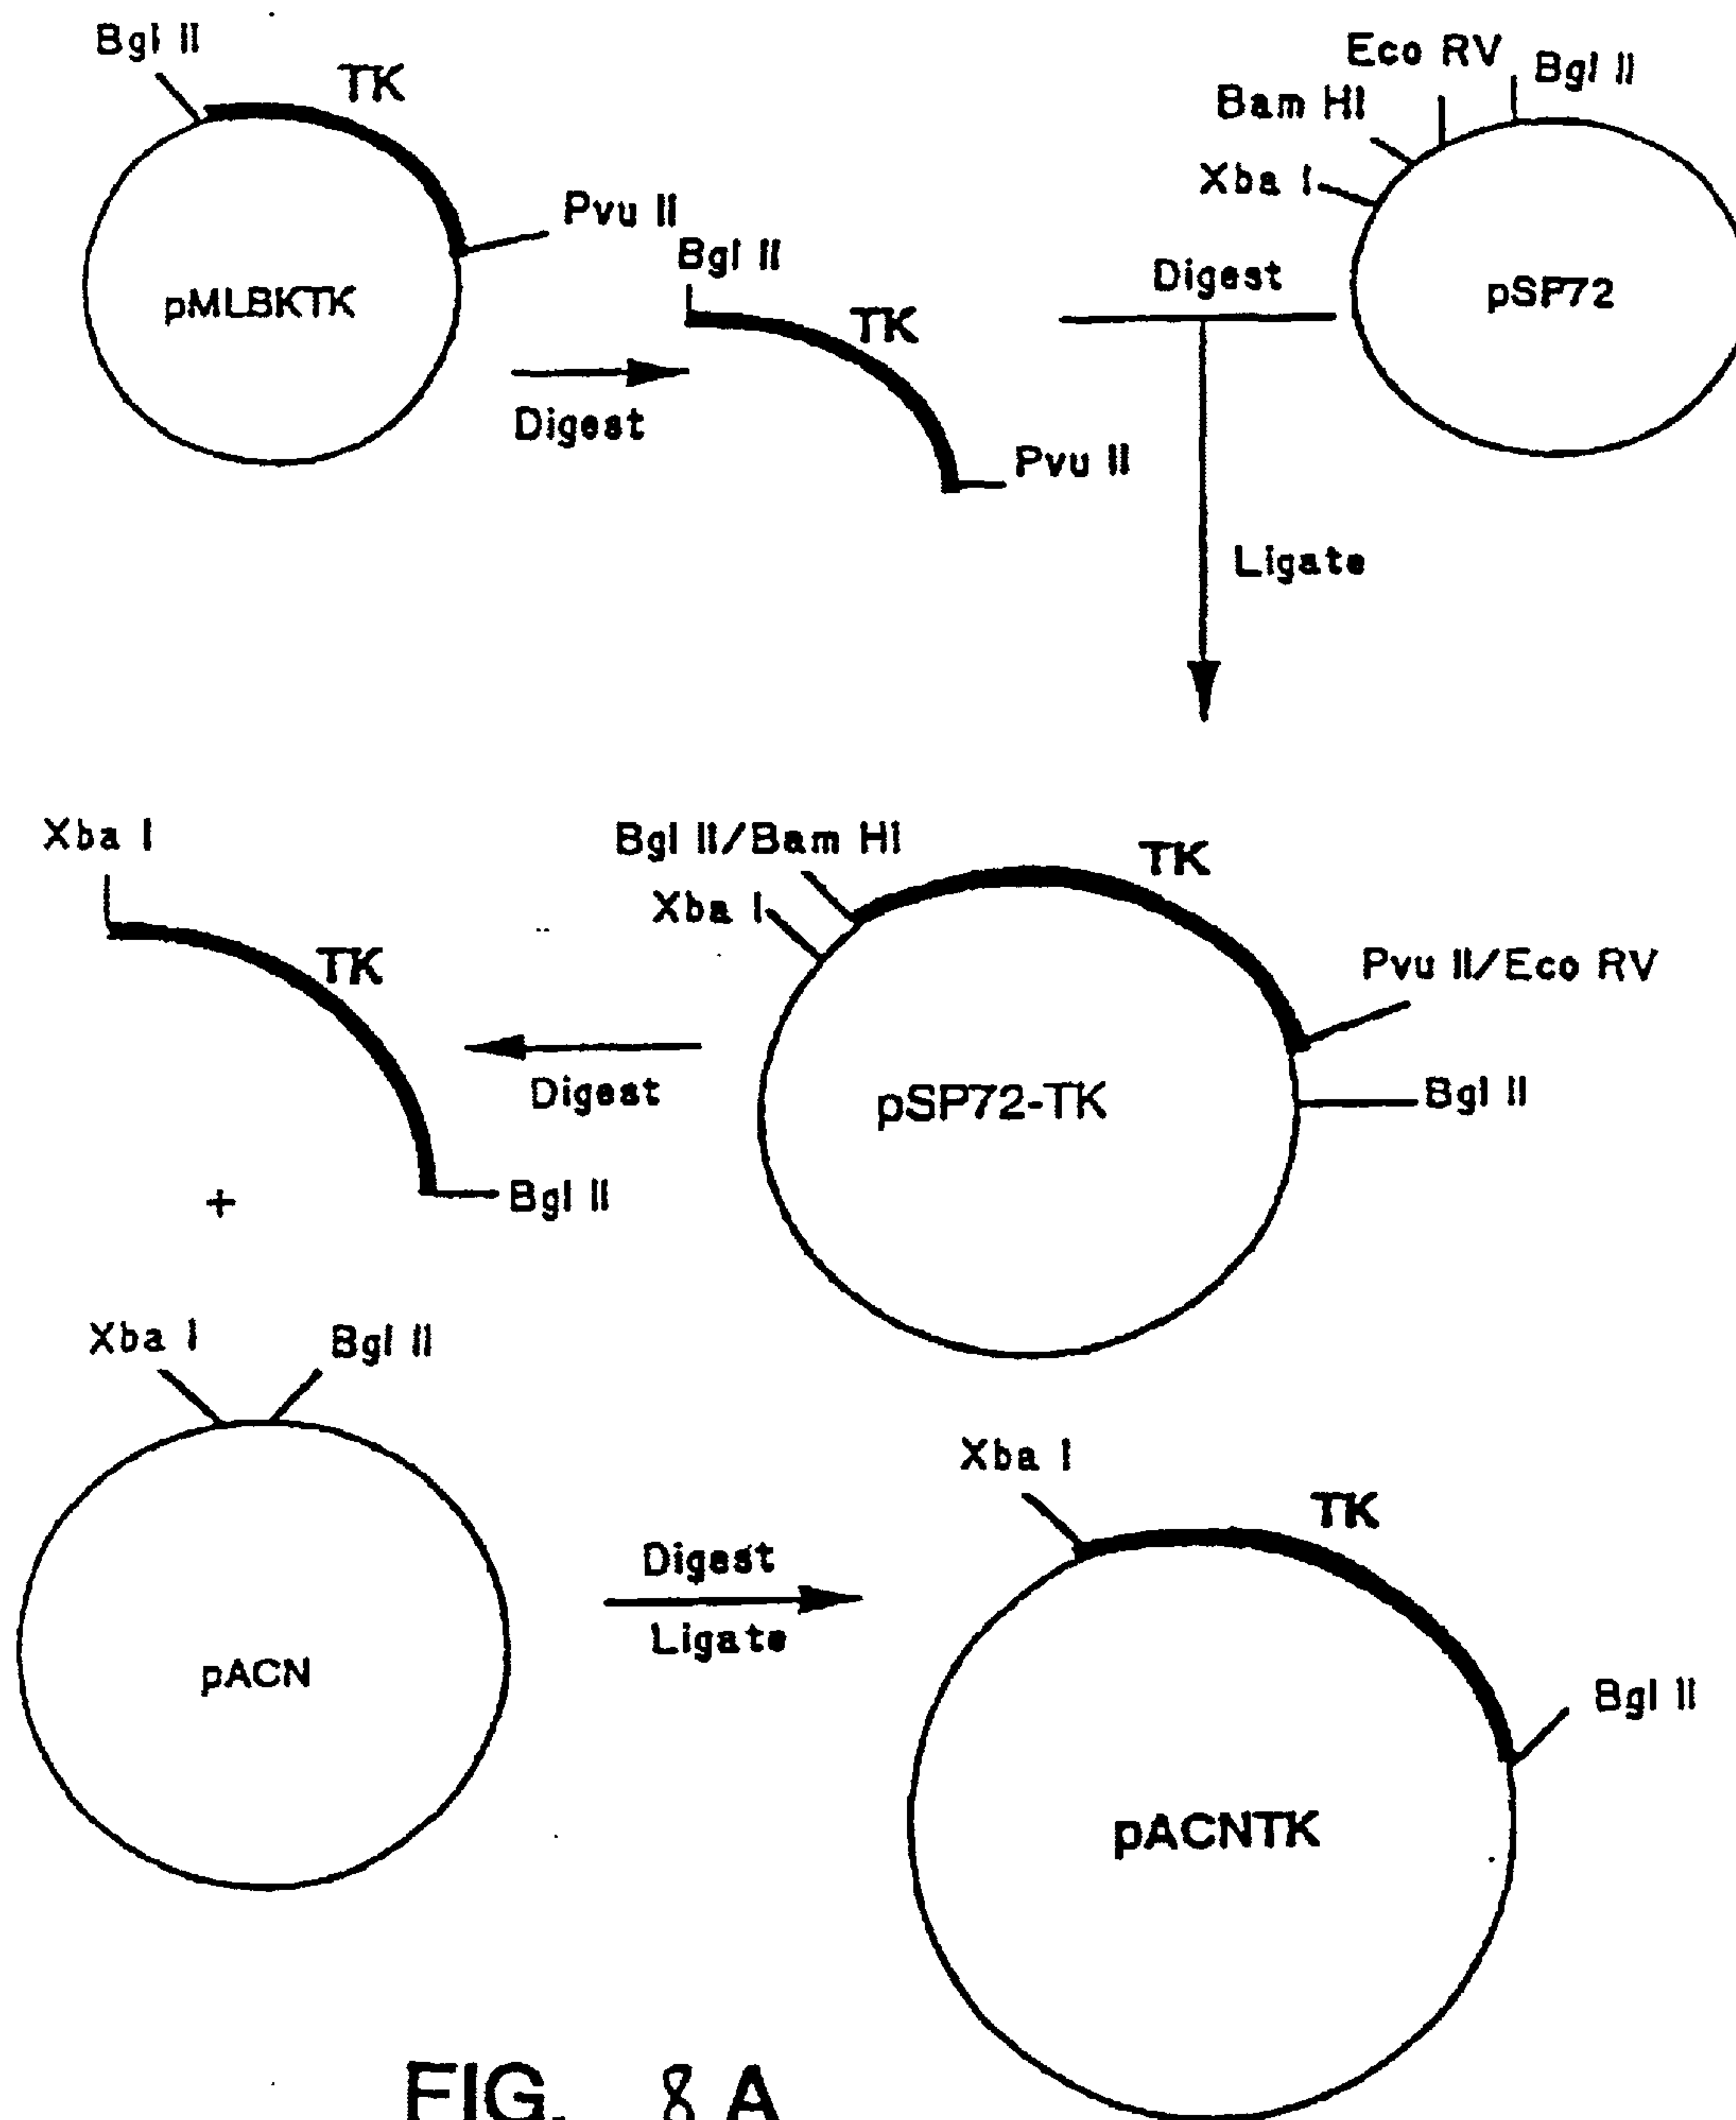 Bgl II
TK
Pvu II
pMLBKTK
Digest
Bgl II
TK
Pvu II
Eco RV
Bgl II
Bam HI
Xba I
pSP72
Digest
Ligate
Bgl II/Bam HI
Xba I
TK
Pvu II/Eco RV
Bgl II
pSP72-TK
Digest
Xba I
TK
Bgl II
+
Xba I
Bgl II
pACN
Digest
Ligate
Xba I
TK
Bgl II
pACNTK
FIG. 8A